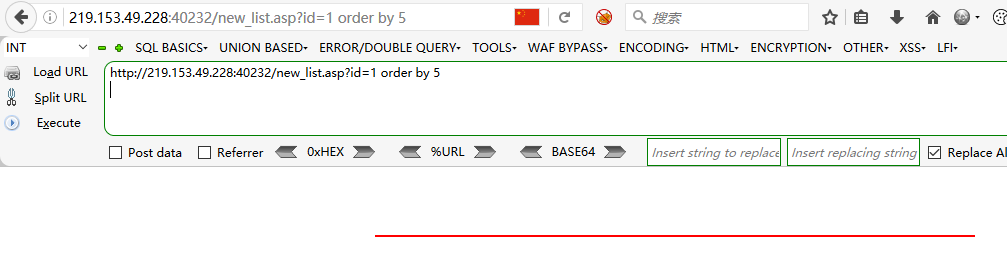 219.153.49.228:40232/new_list.asp?id=1 order by 5
搜索
INT
SQL BASICS▾ UNION BASED▾ ERROR/DOUBLE QUERY▾ TOOLS▾ WAF BYPASS▾ ENCODING▾ HTML▾ ENCRYPTION▾ OTHER▾ XSS▾ LFI▾
Load URL
http://219.153.49.228:40232/new_list.asp?id=1 order by 5
Split URL
Execute
Post data Referrer 0xHEX %URL BASE64 Insert string to replace Insert replacing string Replace Al